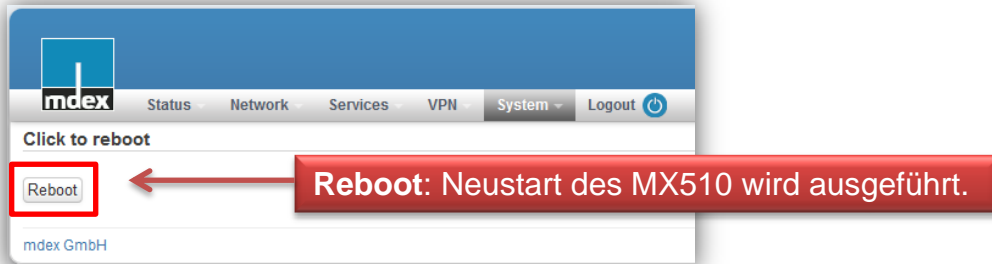 mdex
Status Network Services VPN System Logout
Click to reboot
Reboot
Reboot: Neustart des MX510 wird ausgeführt.
mdex GmbH